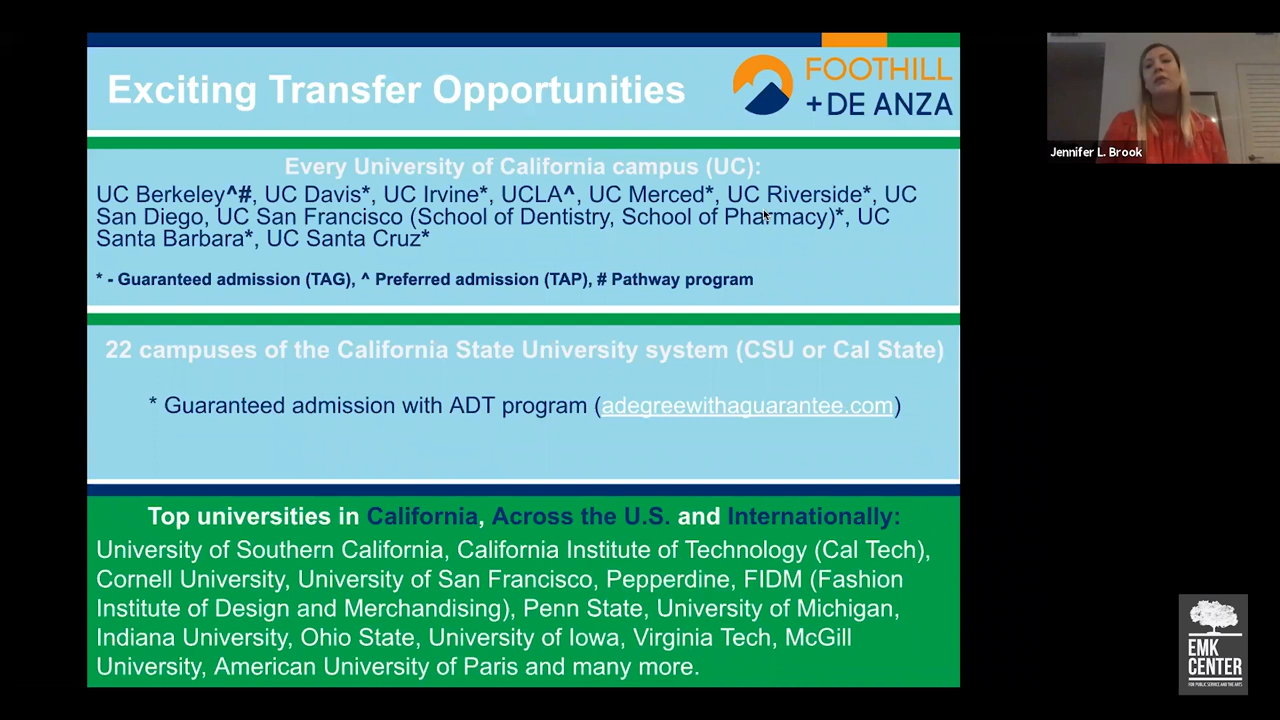 Exciting Transfer Opportunities
FOOTHILL
+DE ANZA
Every University of California campus (UC):
UC Berkeley^#, UC Davis*, UC Irvine*, UCLA^, UC Merced*, UC Riverside*, UC
San Diego, UC San Francisco (School of Dentistry, School of Pharmacy)*, UC
Santa Barbara*, UC Santa Cruz*
* - Guaranteed admission (TAG), ^ Preferred admission (TAP), # Pathway program
22 campuses of the California State University system (CSU or Cal State)
* Guaranteed admission with ADT program (adegreewithaguarantee.com)
Top universities in California, Across the U.S. and Internationally:
University of Southern California, California Institute of Technology (Cal Tech),
Cornell University, University of San Francisco, Pepperdine, FIDM (Fashion
Institute of Design and Merchandising), Penn State, University of Michigan,
Indiana University, Ohio State, University of Iowa, Virginia Tech, McGill
University, American University of Paris and many more.
Jennifer L. Brook
EMK
CENTER
FOR PUBLIC SERVICE AND THE ARTS